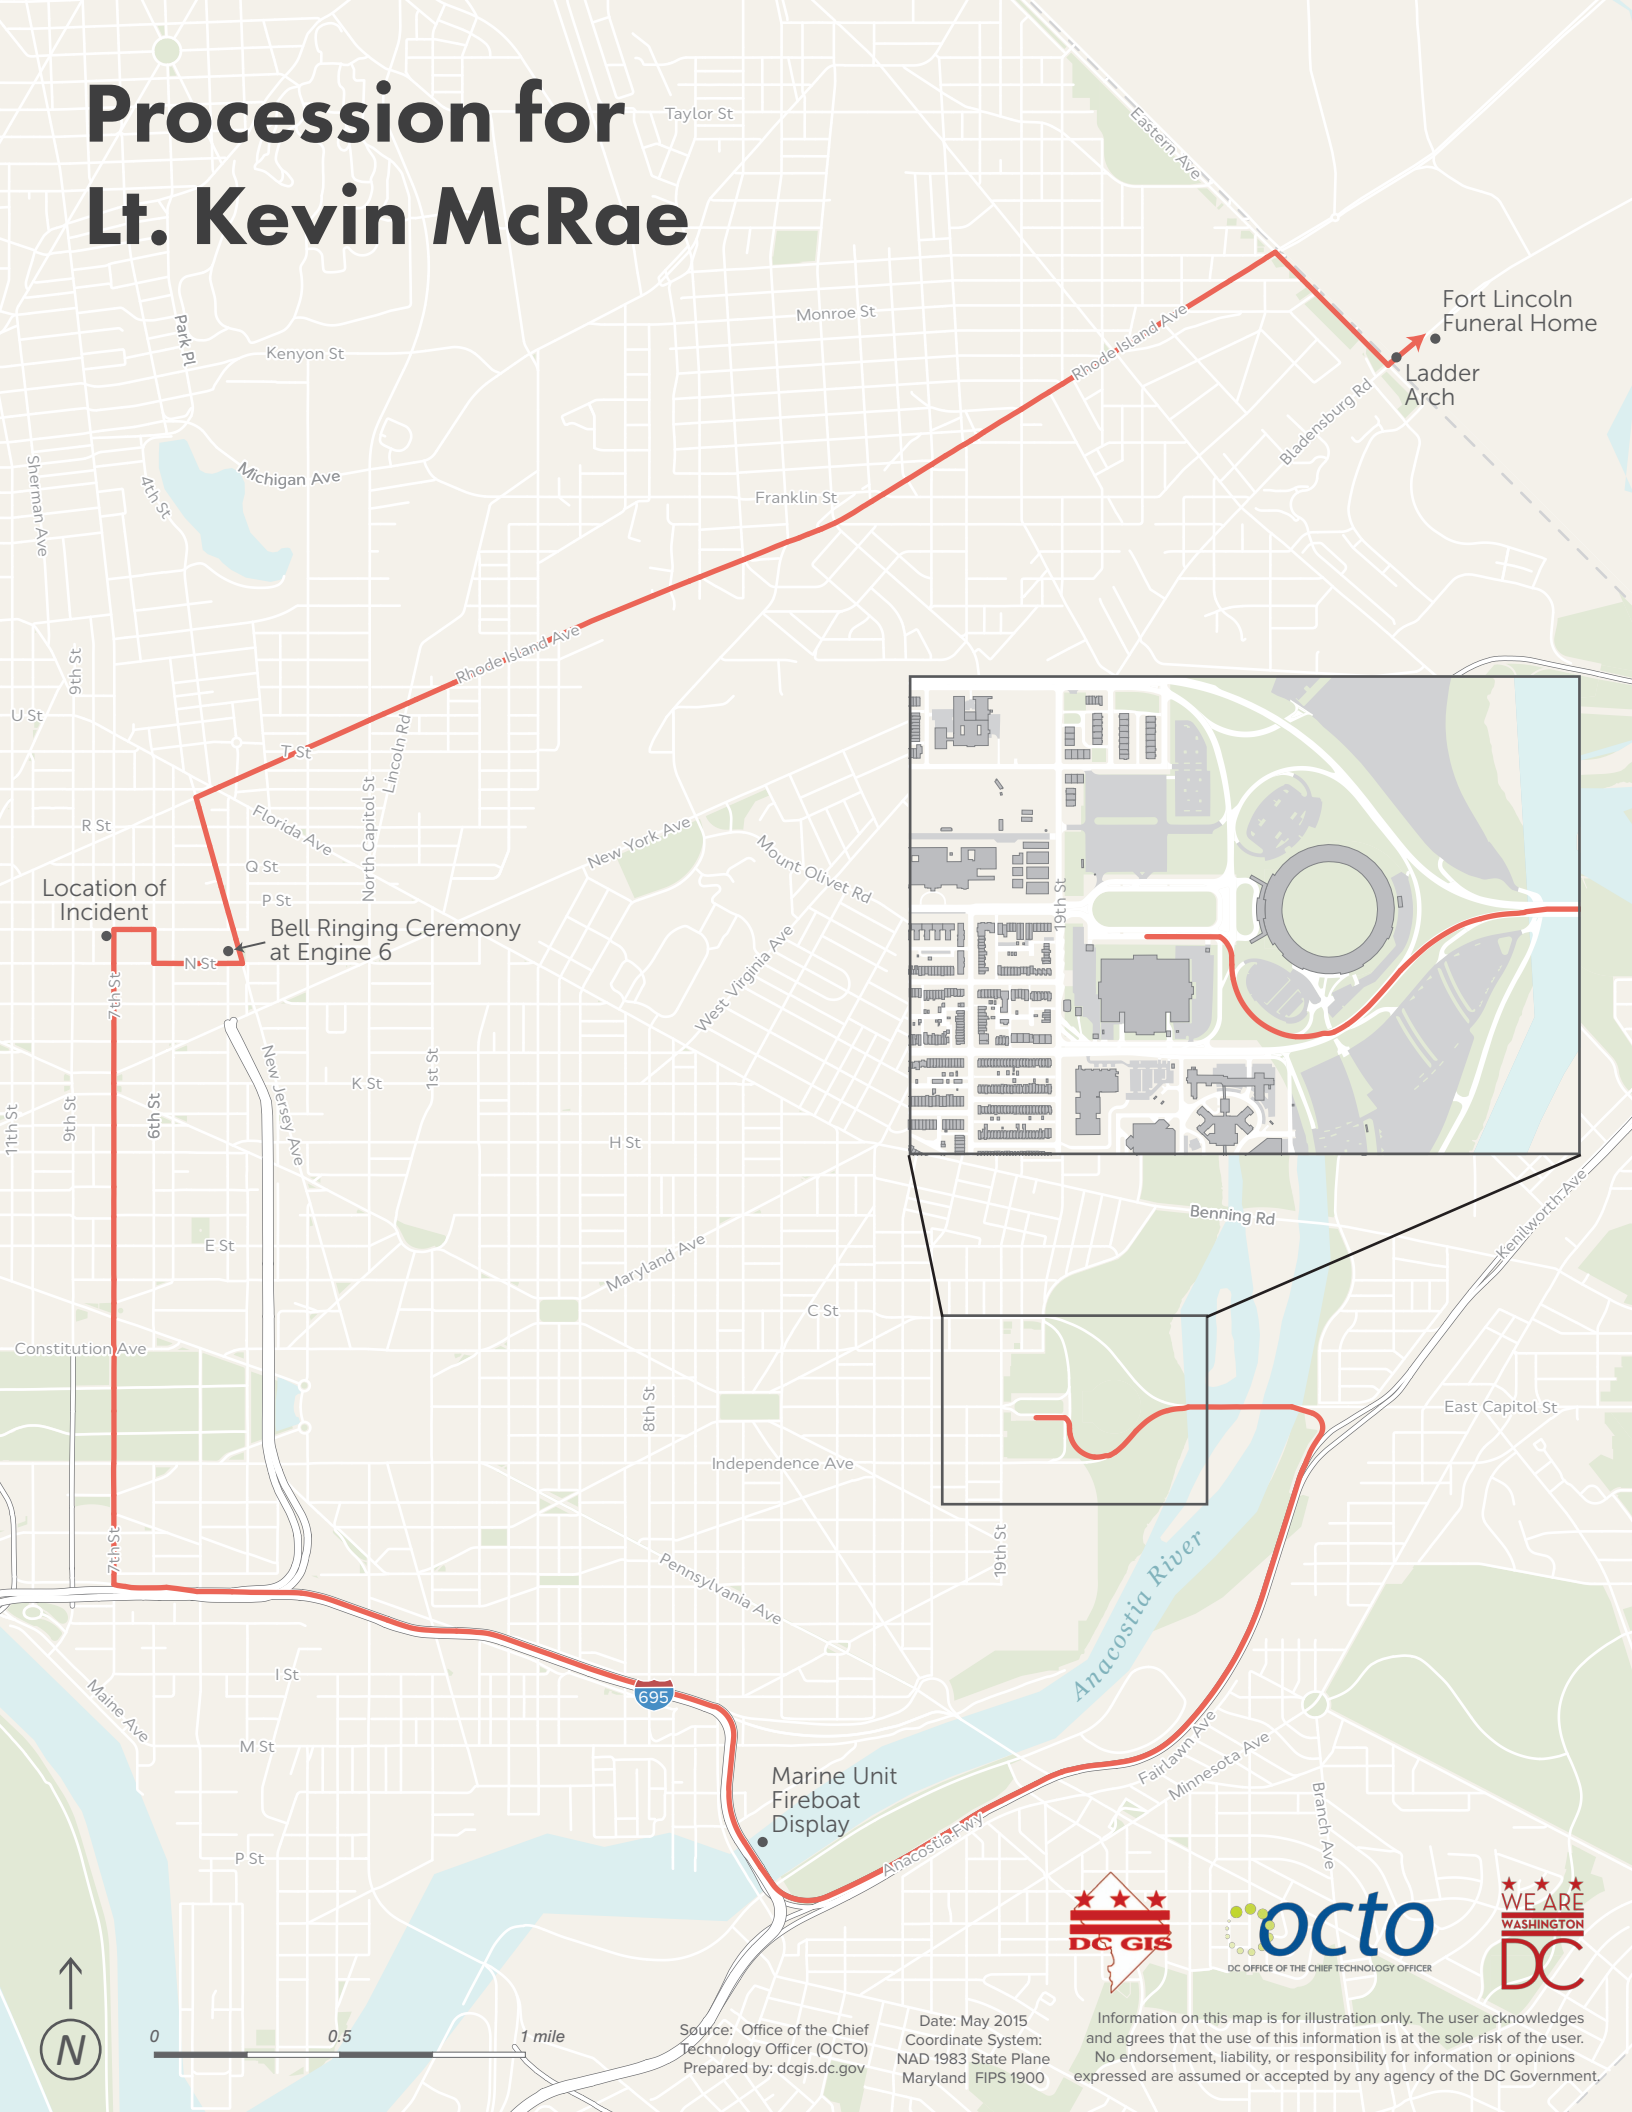 Procession for
Lt. Kevin McRae
Taylor St
Eastern Ave
Fort Lincoln
Funeral Home
Ladder
Arch
Monroe St
Rhode Island Ave
Park Pl
Kenyon St
Bladensburg Rd
Sherman Ave
4th St
Michigan Ave
Franklin St
Rhode Island Ave
9th St
U St
T St
Lincoln Rd
R St
Florida Ave
North Capitol St
New York Ave
Mount Olivet Rd
Q St
P St
Location of
Incident
Bell Ringing Ceremony
at Engine 6
N St
7th St
West Virginia Ave
19th St
New Jersey Ave
K St
1st St
11th St
9th St
6th St
H St
Benning Rd
Kenilworth Ave
E St
Maryland Ave
C St
Constitution Ave
8th St
East Capitol St
Independence Ave
7th St
Pennsylvania Ave
19th St
Anacostia River
I St
695
Maine Ave
M St
Fairlawn Ave
Minnesota Ave
Branch Ave
Marine Unit
Fireboat
Display
Anacostia Fwy
P St
DC GIS
octo
DC OFFICE OF THE CHIEF TECHNOLOGY OFFICER
WE ARE
WASHINGTON
DC
N
0 0.5 1 mile
Source: Office of the Chief
Technology Officer (OCTO)
Prepared by: dcgis.dc.gov
Date: May 2015
Coordinate System:
NAD 1983 State Plane
Maryland FIPS 1900
Information on this map is for illustration only. The user acknowledges
and agrees that the use of this information is at the sole risk of the user.
No endorsement, liability, or responsibility for information or opinions
expressed are assumed or accepted by any agency of the DC Government.